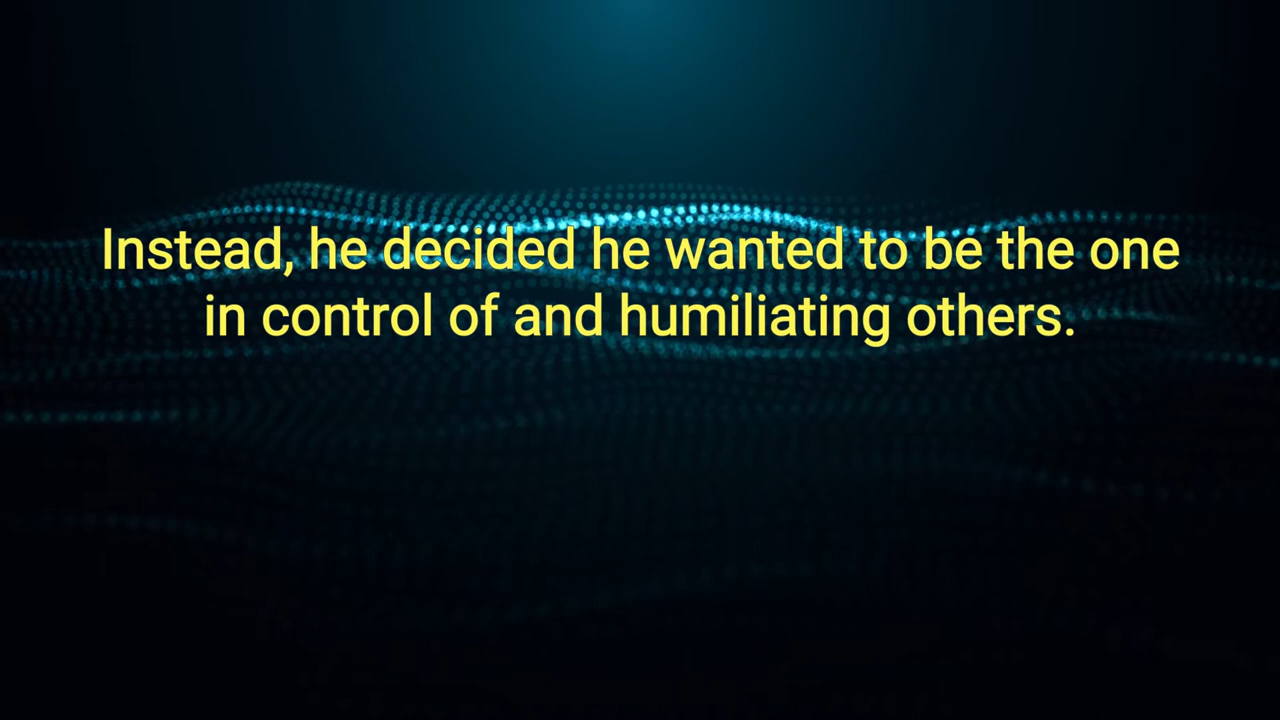 Instead, he decided he wanted to be the one
in control of and humiliating others.